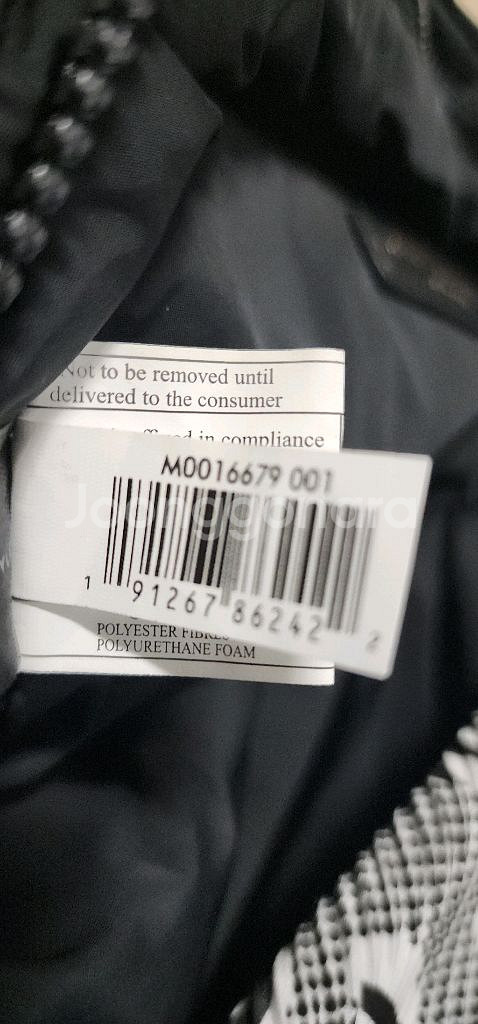 Not to be removed until
delivered to the consumer
in compliance
M0016679 001
Joonggonara
1 91267 86242 2
POLYESTER FIBRES
POLYURETHANE FOAM